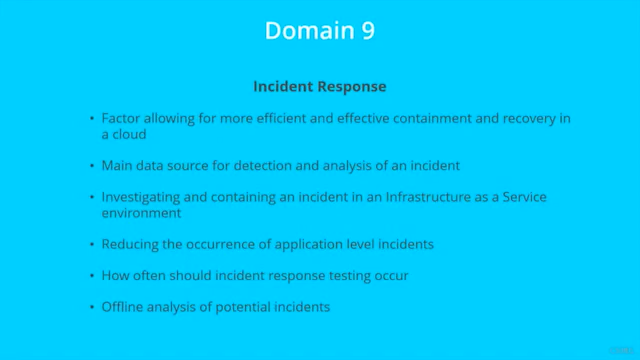 Domain 9
Incident Response
• Factor allowing for more efficient and effective containment and recovery in
a cloud
• Main data source for detection and analysis of an incident
• Investigating and containing an incident in an Infrastructure as a Service
environment
• Reducing the occurrence of application level incidents
• How often should incident response testing occur
• Offline analysis of potential incidents